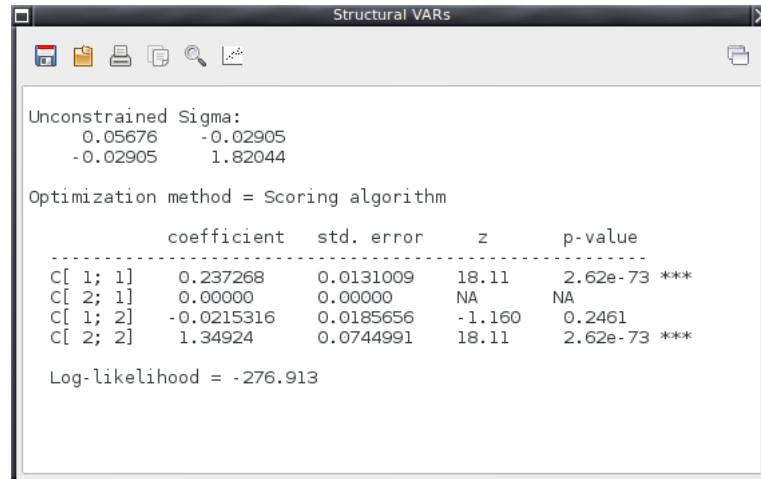 Structural VARs
Unconstrained Sigma:
0.05676 -0.02905
-0.02905 1.82044
Optimization method = Scoring algorithm
coefficient std. error z p-value
C[ 1; 1] 0.237268 0.0131009 18.11 2.62e-73 ***
C[ 2; 1] 0.00000 0.00000 NA NA
C[ 1; 2] -0.0215316 0.0185656 -1.160 0.2461
C[ 2; 2] 1.34924 0.0744991 18.11 2.62e-73 ***
Log-likelihood = -276.913